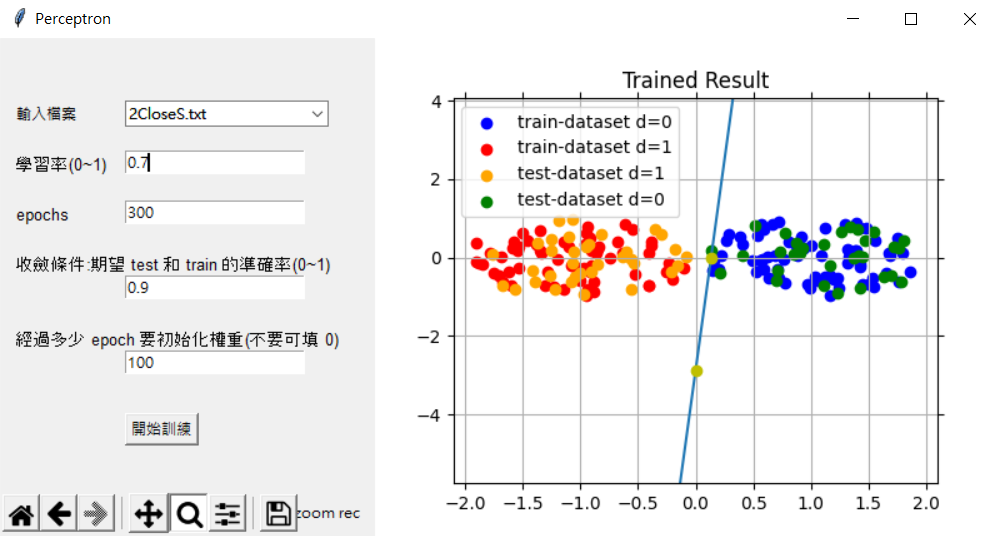 Perceptron
輸入檔案
2CloseS.txt
學習率(0~1)
0.7
epochs
300
收斂條件:期望 test 和 train 的準確率(0~1)
0.9
經過多少 epoch 要初始化權重(不要可填 0)
100
開始訓練
zoom rec
Trained Result
train-dataset d=0
train-dataset d=1
test-dataset d=1
test-dataset d=0
4
2
0
−2
−4
−2.0 −1.5 −1.0 −0.5 0.0 0.5 1.0 1.5 2.0